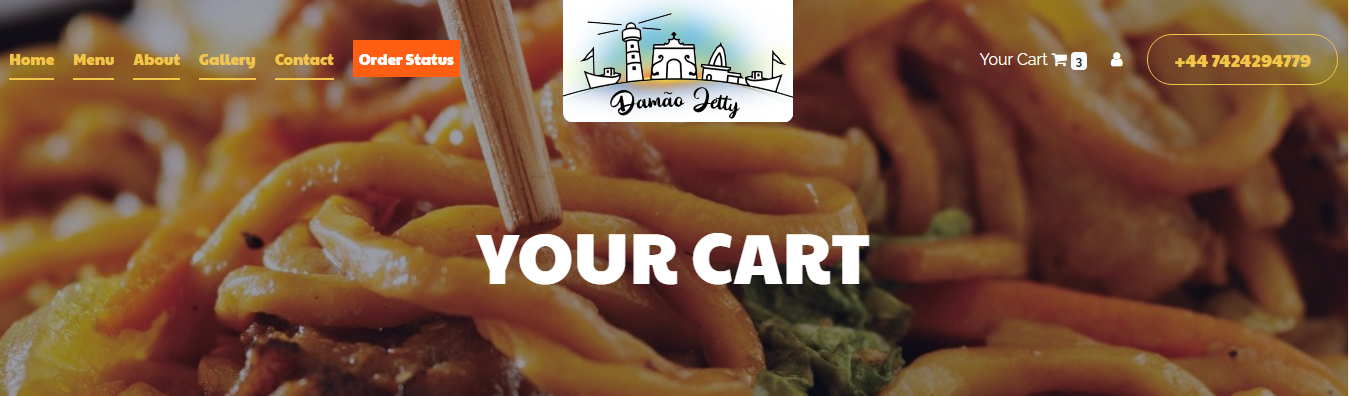 Home Menu About Gallery Contact Order Status
Damão Jetty
Your Cart 3
+44 7424294779
YOUR CART